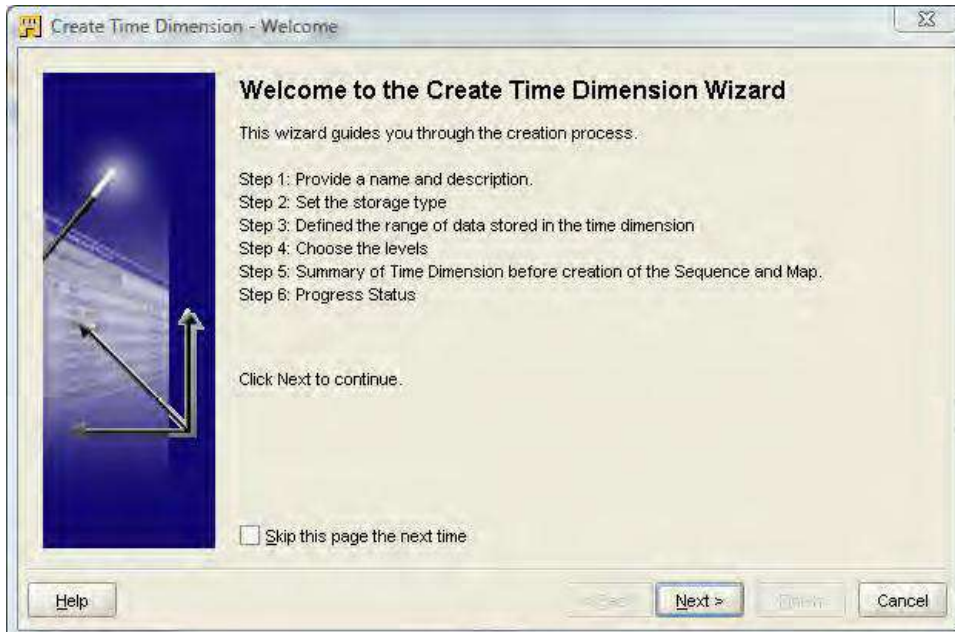 Create Time Dimension - Welcome
Welcome to the Create Time Dimension Wizard
This wizard guides you through the creation process.
Step 1: Provide a name and description.
Step 2: Set the storage type
Step 3: Defined the range of data stored in the time dimension
Step 4: Choose the levels
Step 5: Summary of Time Dimension before creation of the Sequence and Map.
Step 6: Progress Status
Click Next to continue.
Skip this page the next time
Help Next > Cancel